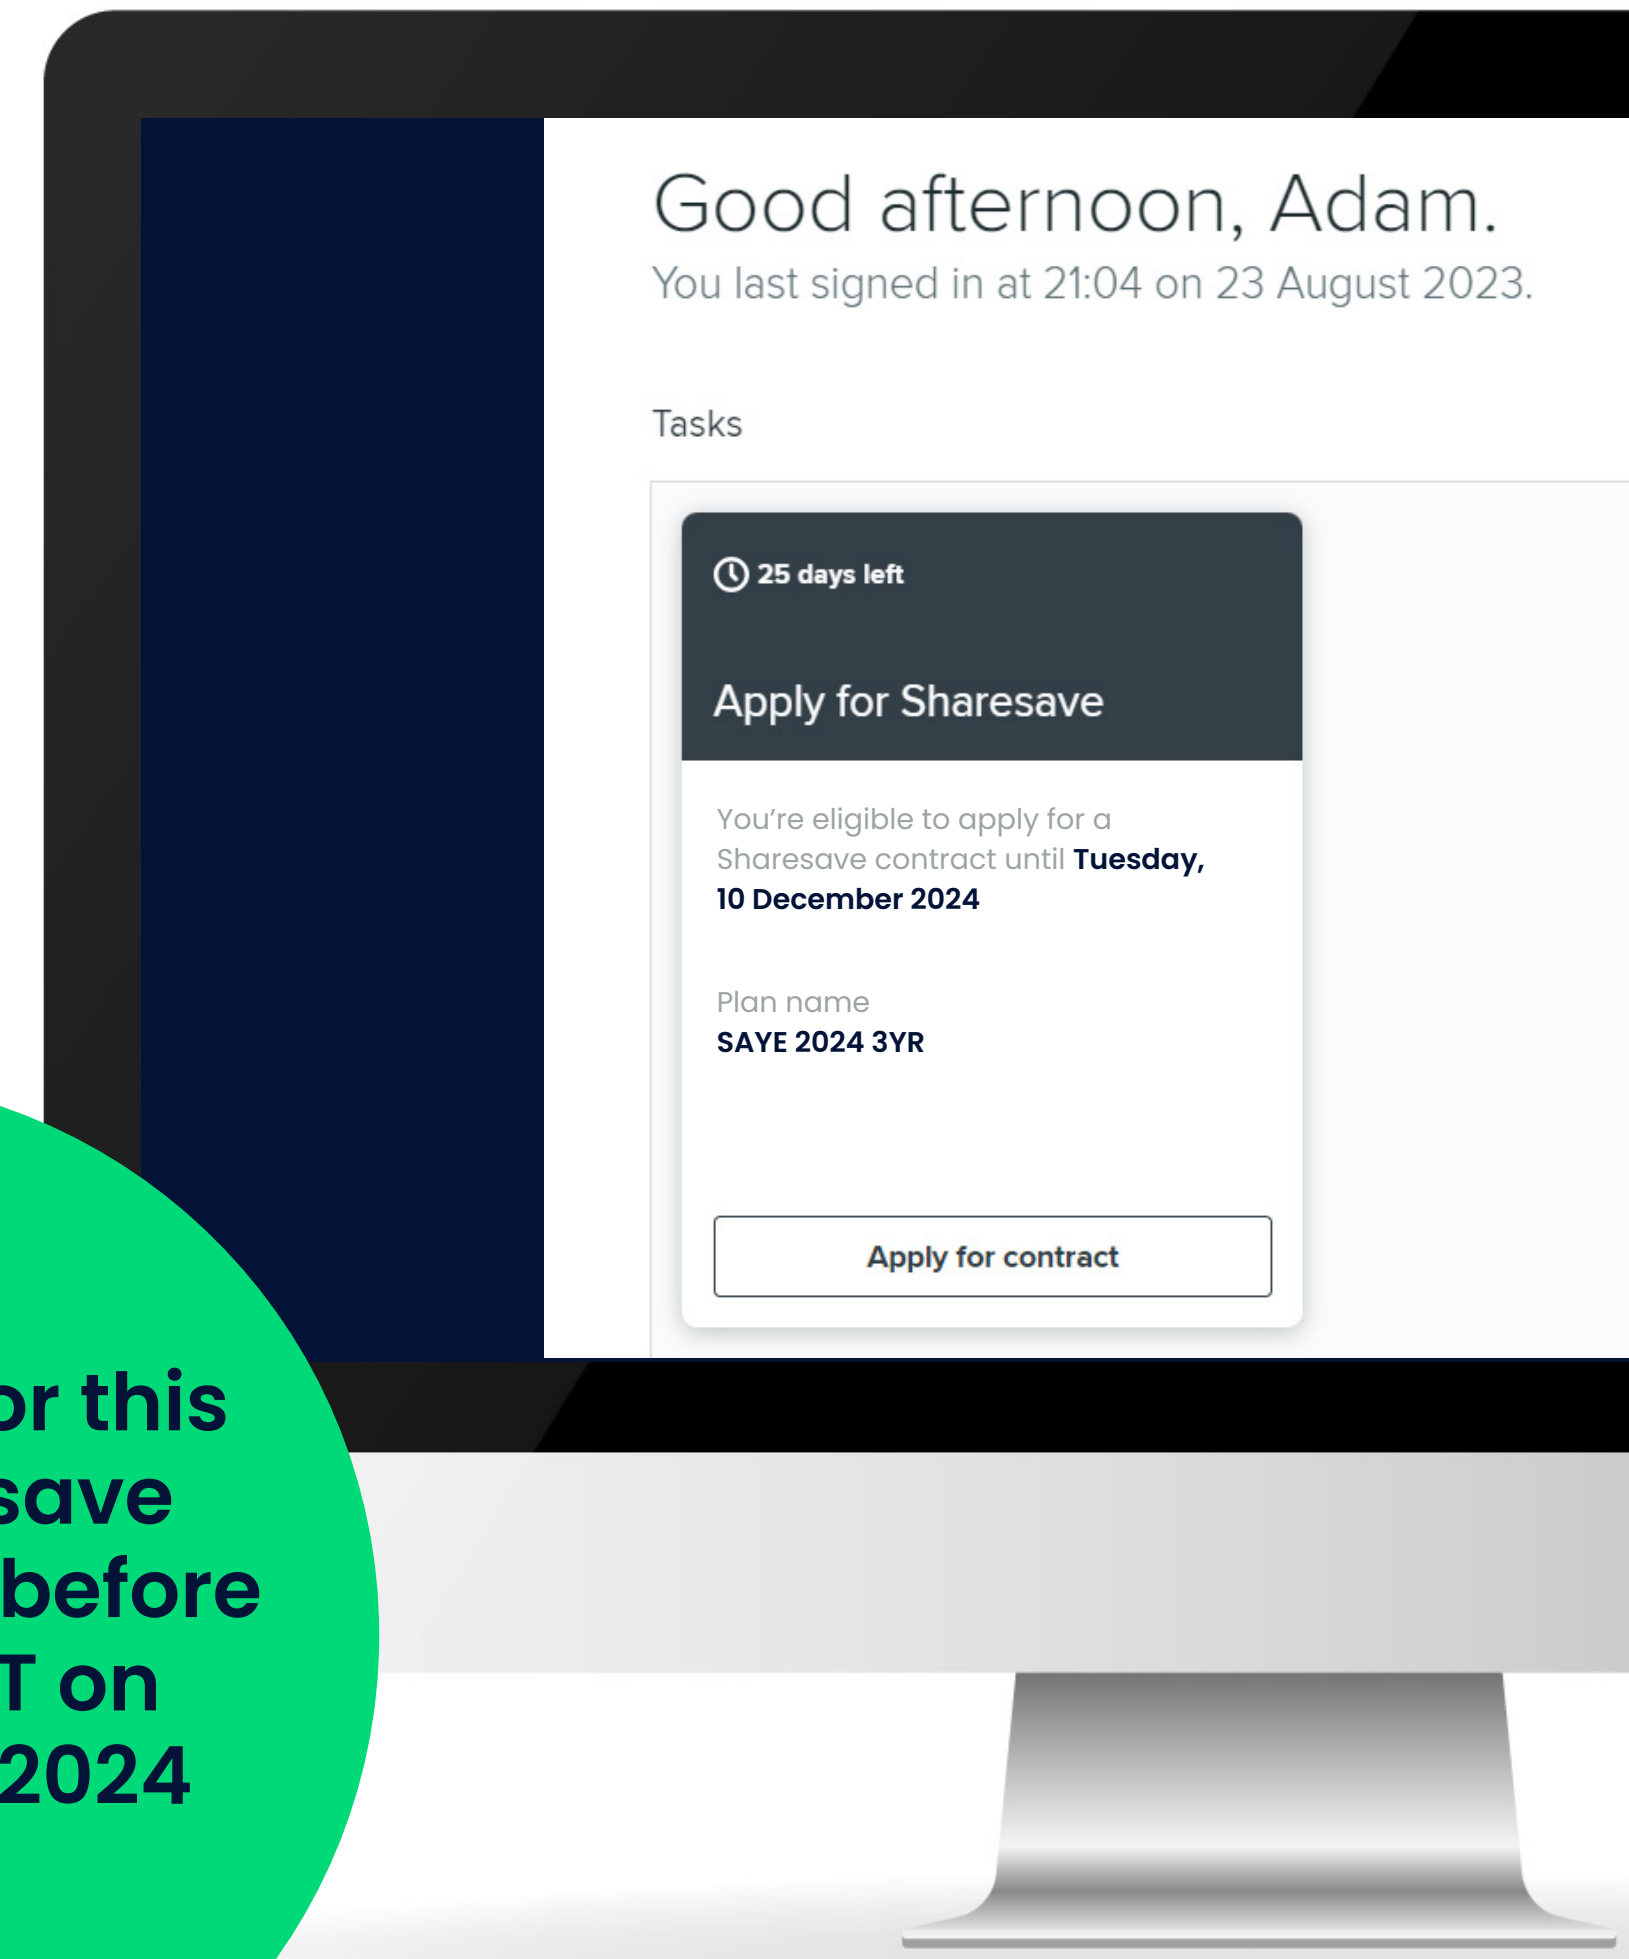 Good afternoon, Adam.
You last signed in at 21:04 on 23 August 2023.
Tasks
25 days left
Apply for Sharesave
You're eligible to apply for a
Sharesave contract until Tuesday,
10 December 2024
Plan name
SAYE 2024 3YR
Apply for contract
or this
save
before
T on
2024